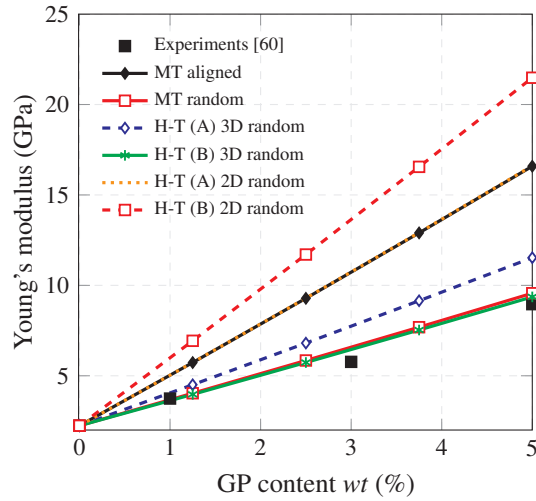 Experiments [60]
MT aligned
MT random
H-T (A) 3D random
H-T (B) 3D random
H-T (A) 2D random
H-T (B) 2D random
25
20
15
10
5
Young's modulus (GPa)
0 1 2 3 4 5
GP content wt (%)